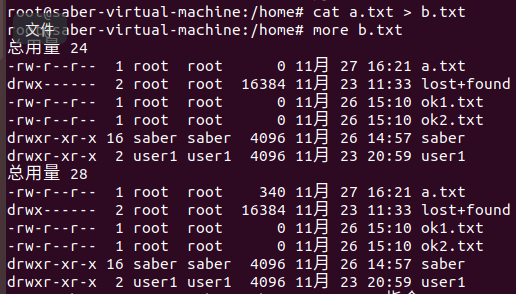 root@saber-virtual-machine:/home# cat a.txt > b.txt
文件
root@saber-virtual-machine:/home# more b.txt
总用量 24
-rw-r--r--  1 root  root      0 11月 27 16:21 a.txt
drwx------  2 root  root  16384 11月 23 11:33 lost+found
-rw-r--r--  1 root  root      0 11月 26 15:10 ok1.txt
-rw-r--r--  1 root  root      0 11月 26 15:10 ok2.txt
drwxr-xr-x 16 saber saber  4096 11月 26 14:57 saber
drwxr-xr-x  2 user1 user1  4096 11月 23 20:59 user1
总用量 28
-rw-r--r--  1 root  root    340 11月 27 16:21 a.txt
drwx------  2 root  root  16384 11月 23 11:33 lost+found
-rw-r--r--  1 root  root      0 11月 26 15:10 ok1.txt
-rw-r--r--  1 root  root      0 11月 26 15:10 ok2.txt
drwxr-xr-x 16 saber saber  4096 11月 26 14:57 saber
drwxr-xr-x  2 user1 user1  4096 11月 23 20:59 user1